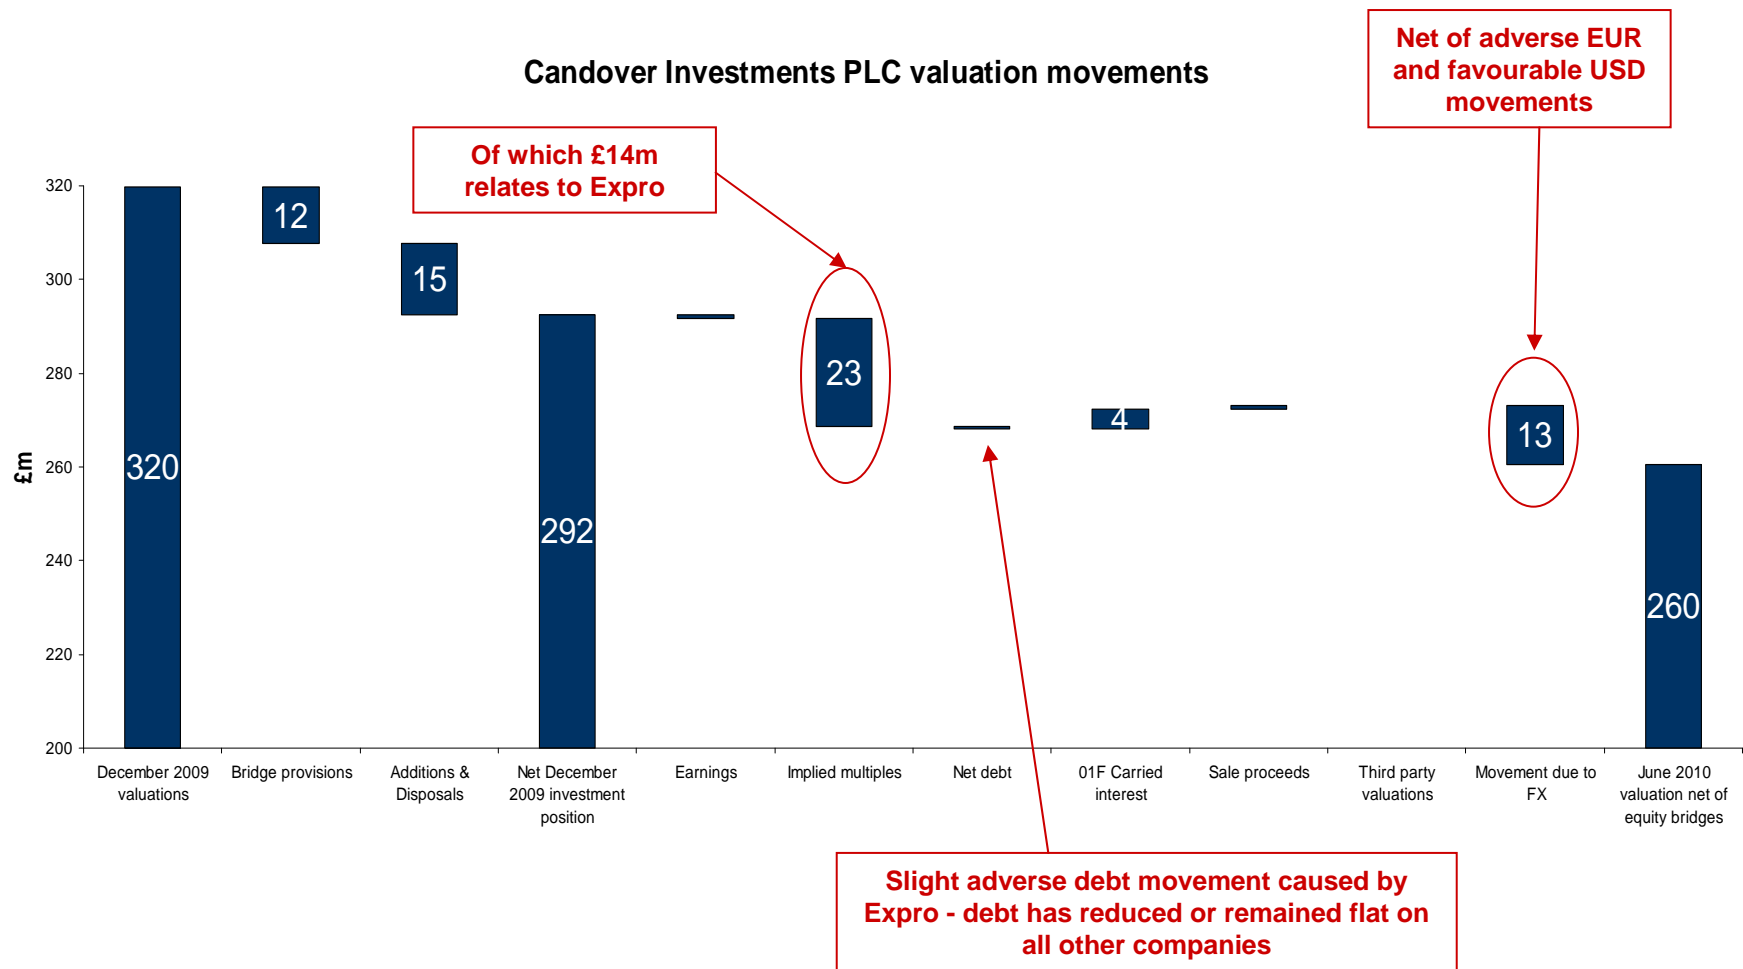 Net of adverse EUR
and favourable USD
movements
Candover Investments PLC valuation movements
Of which £14m
relates to Expro
£m
320
300
280
260
240
220
200
320
12
15
292
23
4
13
260
December 2009
valuations
Bridge provisions
Additions &
Disposals
Net December
2009 investment
position
Earnings
Implied multiples
Net debt
01F Carried
interest
Sale proceeds
Third party
valuations
Movement due to
FX
June 2010
valuation net of
equity bridges
Slight adverse debt movement caused by
Expro - debt has reduced or remained flat on
all other companies